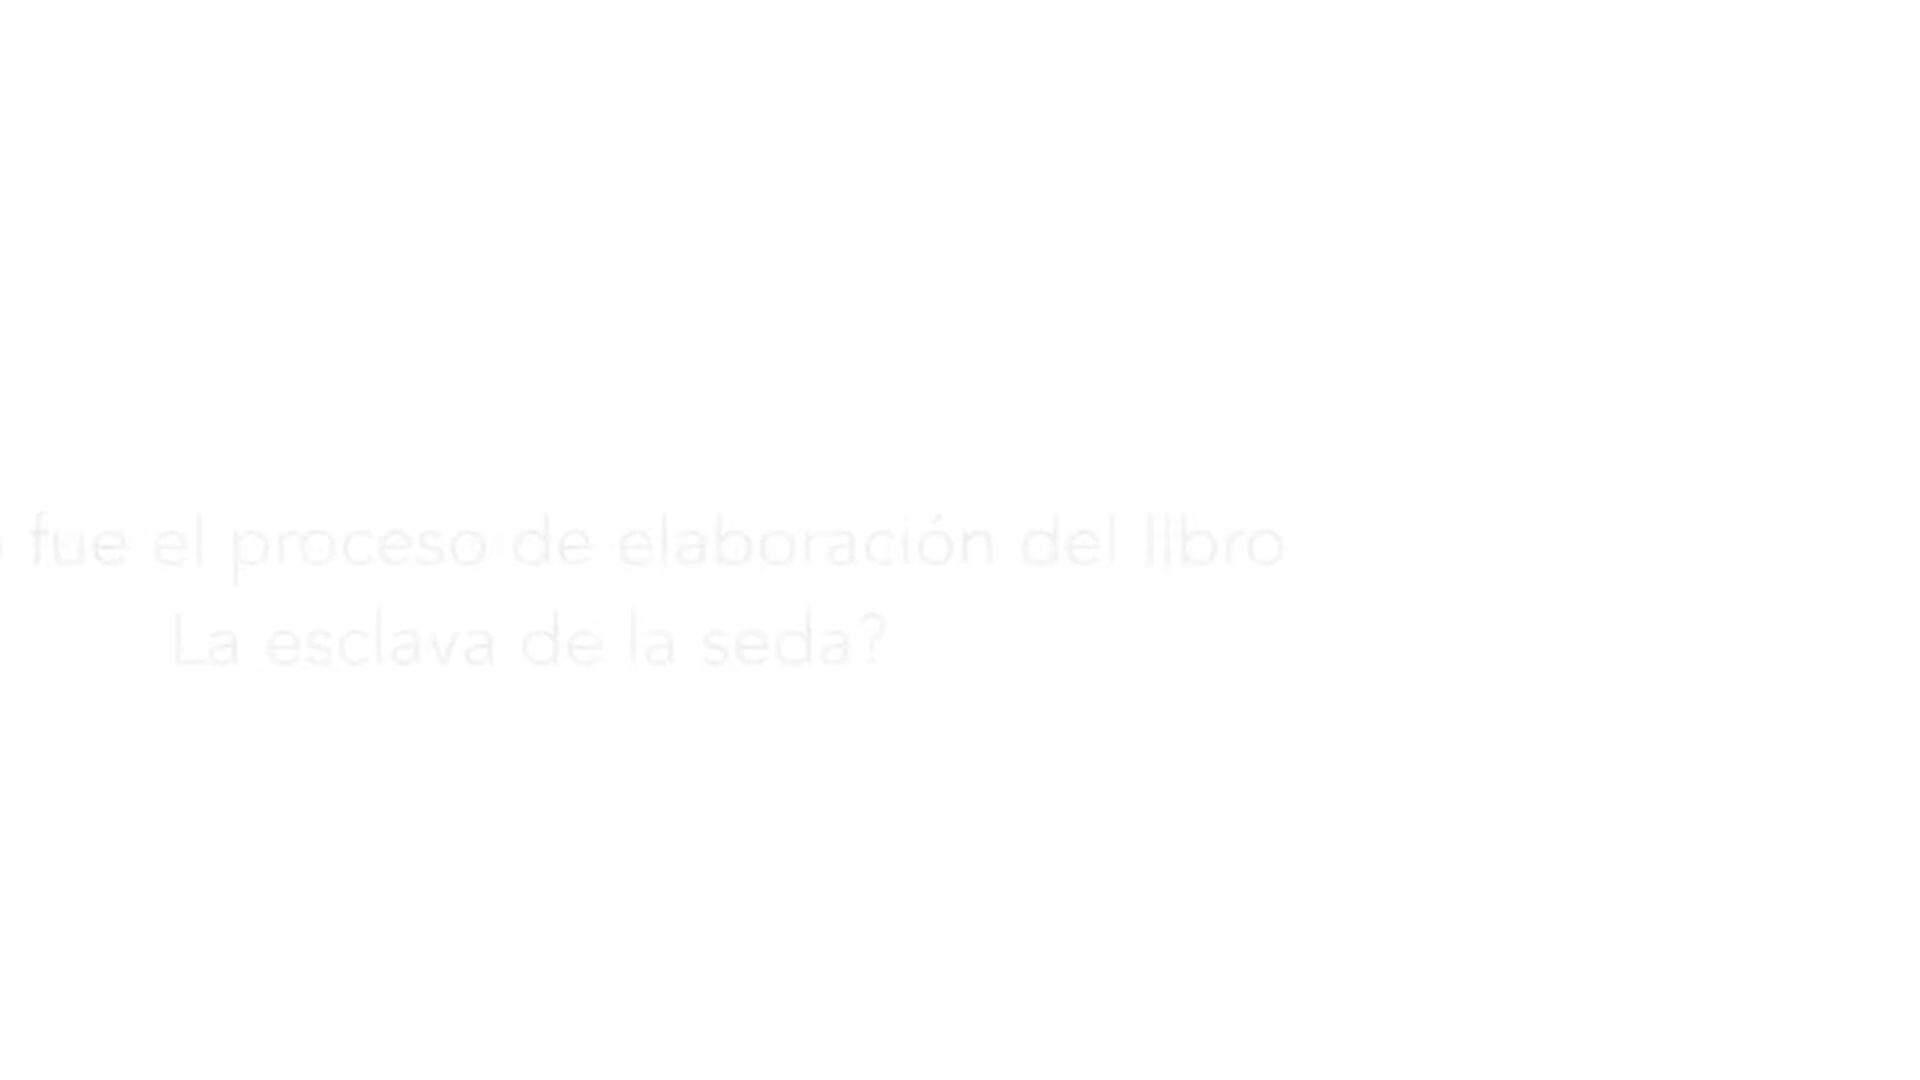 fue el proceso de elaboración del libro
La esclava de la seda?